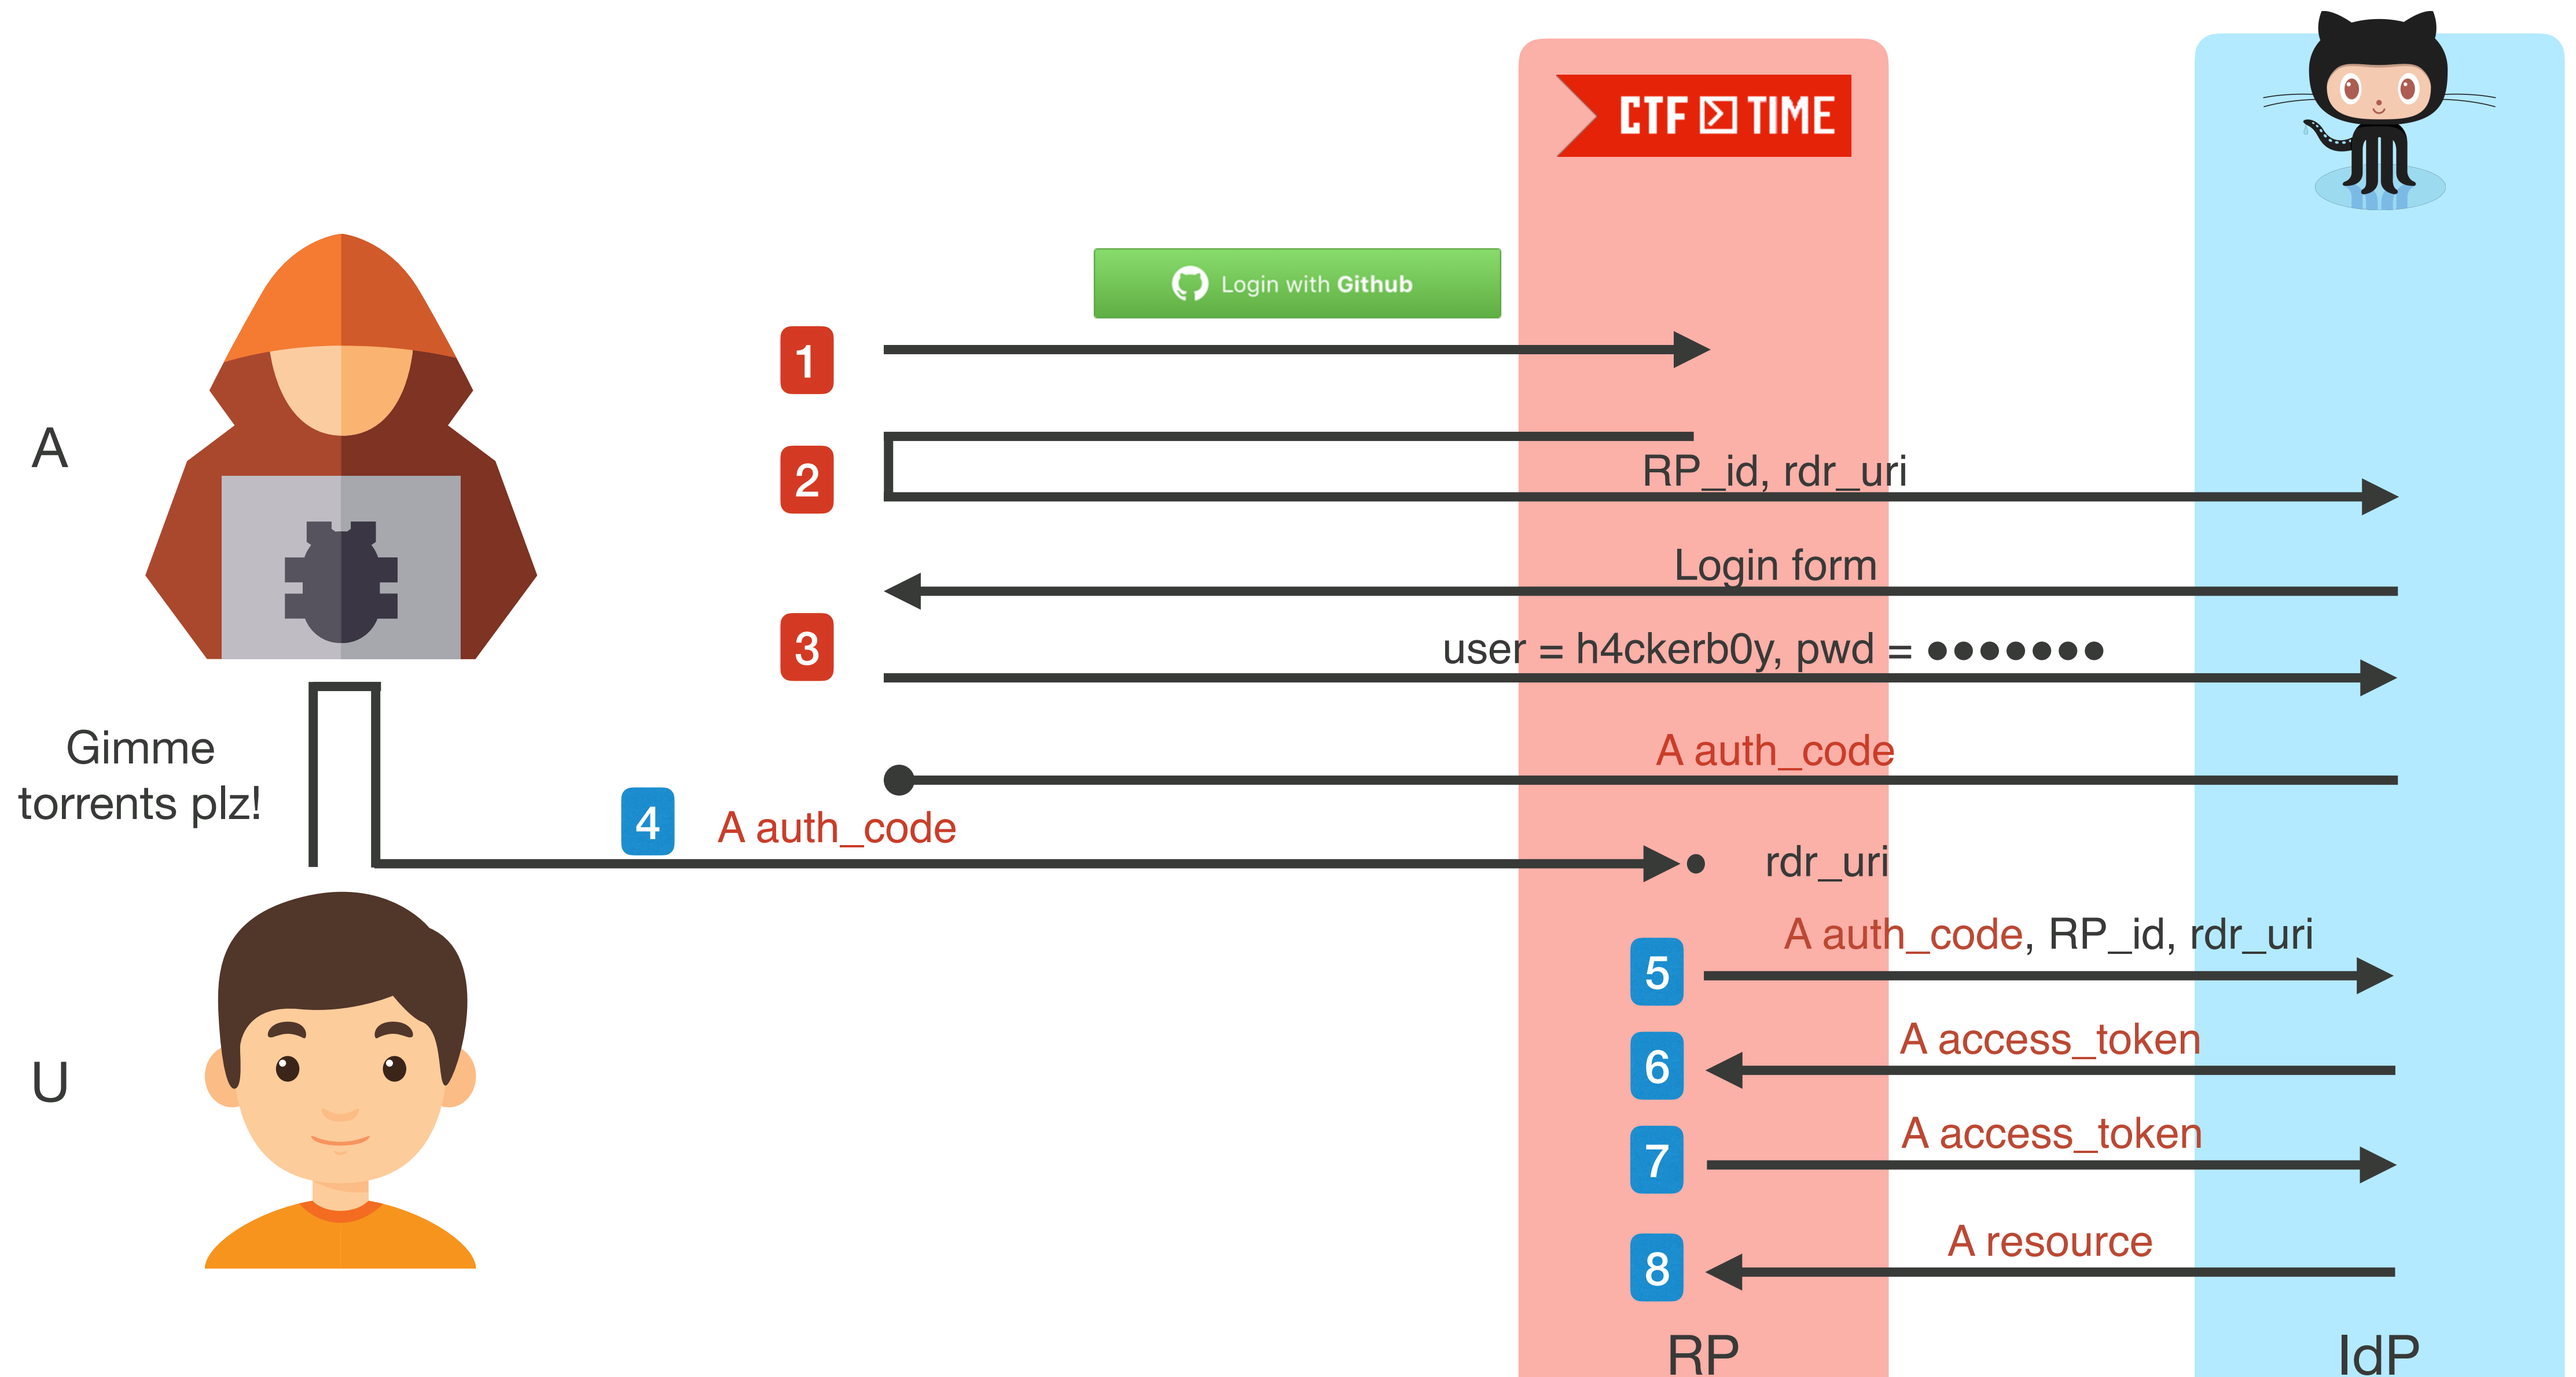 CTF TIME
Login with Github
1
2
RP_id, rdr_uri
Login form
A
3
user = h4ckerb0y, pwd = ●●●●●●●
Gimme
torrents plz!
A auth_code
4
A auth_code
rdr_uri
5
A auth_code, RP_id, rdr_uri
6
A access_token
U
7
A access_token
8
A resource
RP
IdP